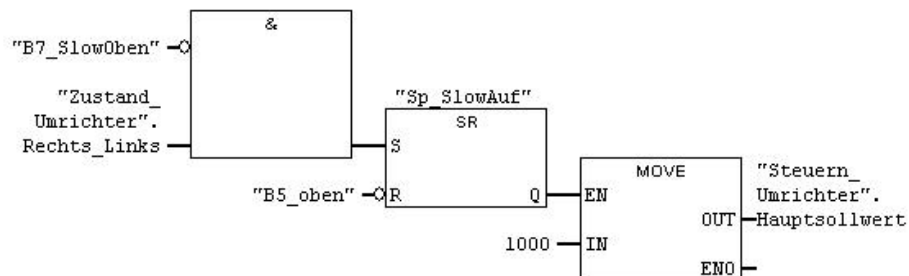 &
"B7_SlowOben"
"Zustand_
Umrichter".
Rechts_Links
"Sp_SlowAuf"
SR
S
"B5_oben"
R
Q
MOVE
EN
"Steuern_
Umrichter".
OUT
Hauptsollwert
1000
IN
ENO